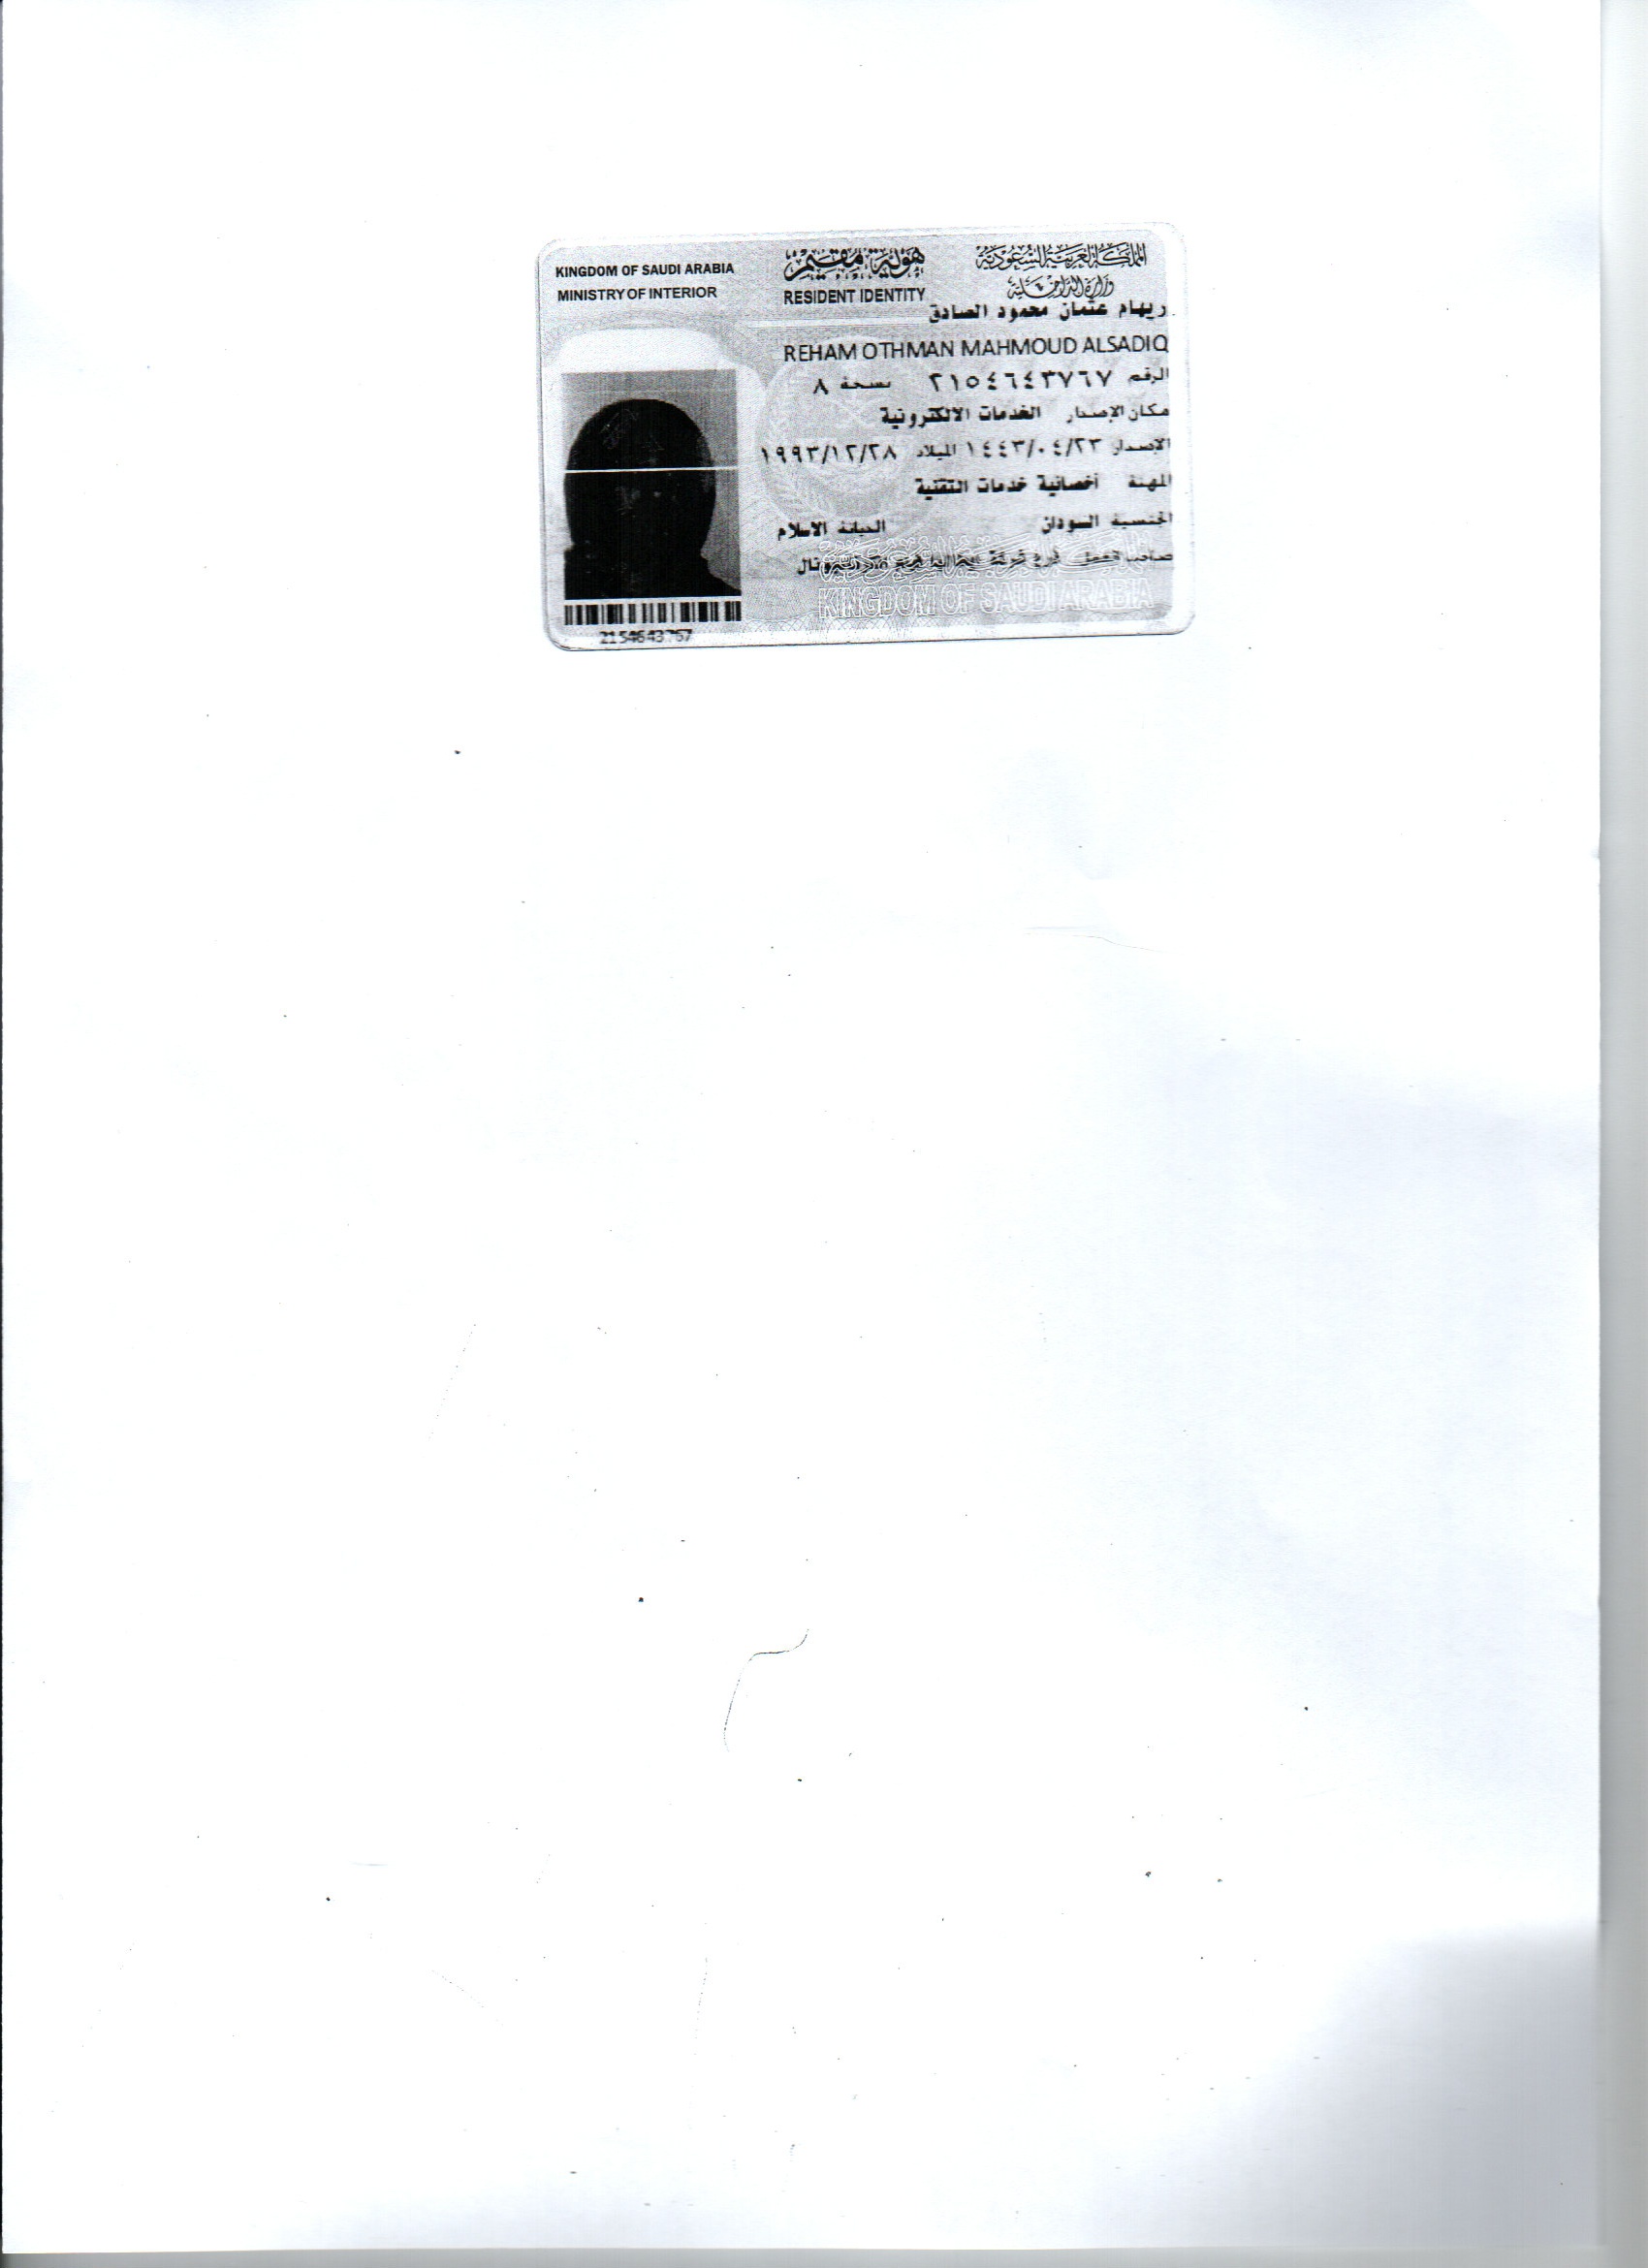 المملكة العربية السعودية
وزارة الداخلية
هوية مقيم
RESIDENT IDENTITY
KINGDOM OF SAUDI ARABIA
MINISTRY OF INTERIOR
ريهام عثمان محمود الصادق
REHAM OTHMAN MAHMOUD ALSADIQ
الرقم ٢١٥٤٦٤٣٧٦٧ نسخة ٨
مكان الإصدار الخدمات الالكترونية
الإصدار ١٤٤٣/٠٤/٢٣ الميلاد ١٩٩٣/١٢/٢٨
المهنة أخصائية خدمات التقنية
الجنسية السودان الديانة الاسلام
صاحب العمل فرع شركة
KINGDOM OF SAUDI ARABIA
2154643767